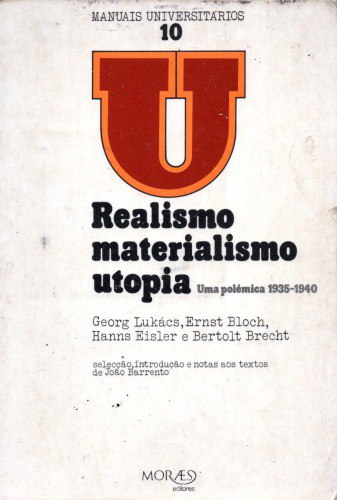 MANUAIS UNIVERSITÁRIOS
10
U
Realismo
materialismo
utopia Uma polémica 1935-1940
Georg Lukács, Ernst Bloch,
Hanns Eisler e Bertolt Brecht
selecção, introdução e notas aos textos
de João Barrento
MORAES
editores